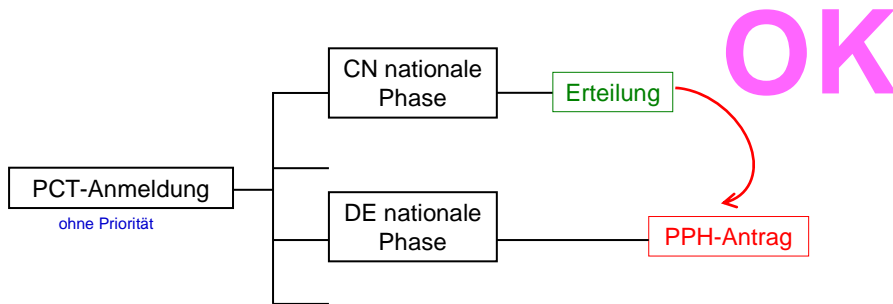 OK
CN nationale
Phase
Erteilung
PCT-Anmeldung
ohne Priorität
DE nationale
Phase
PPH-Antrag